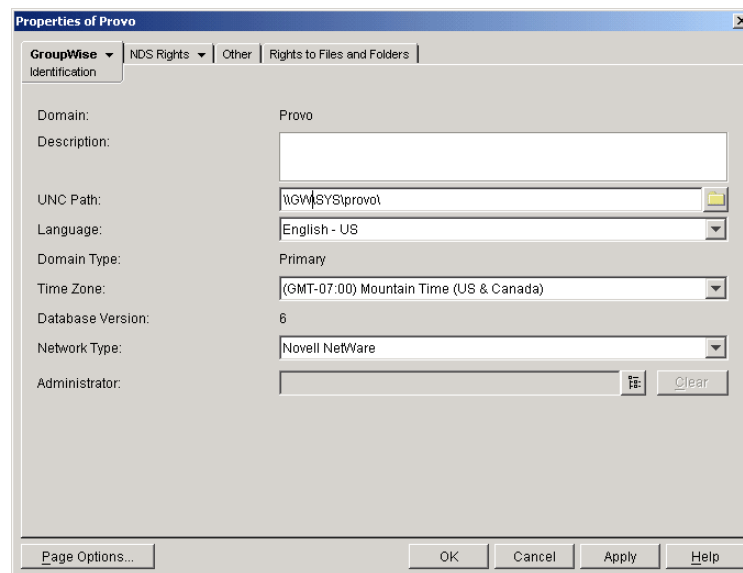 Properties of Provo
GroupWise NDS Rights Other Rights to Files and Folders
Identification
Domain: Provo
Description:
UNC Path: \\GW\SYS\provo\
Language: English - US
Domain Type: Primary
Time Zone: (GMT-07:00) Mountain Time (US & Canada)
Database Version: 6
Network Type: Novell NetWare
Administrator: Clear
Page Options... OK Cancel Apply Help